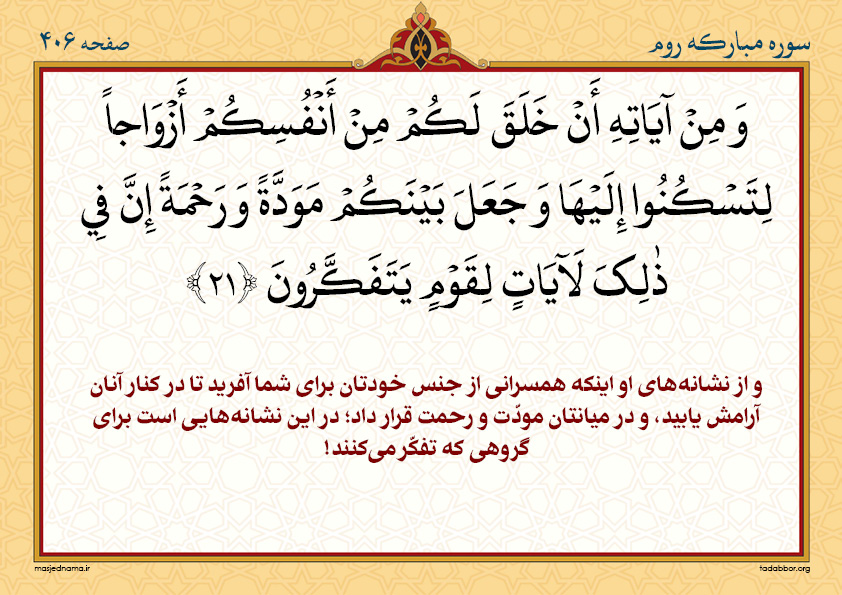 سوره مبارکه روم
صفحه ۴۰۶
وَ مِنْ آيَاتِهِ أَنْ خَلَقَ لَكُمْ مِنْ أَنْفُسِكُمْ أَزْوَاجاً
لِتَسْكُنُوا إِلَيْهَا وَ جَعَلَ بَيْنَكُمْ مَوَدَّةً وَ رَحْمَةً إِنَّ فِي
ذٰلِكَ لَآيَاتٍ لِقَوْمٍ يَتَفَكَّرُونَ ﴿٢١﴾
و از نشانه‌های او اینکه همسرانی از جنس خودتان برای شما آفرید تا در کنار آنان
آرامش یابید، و در میانتان مودّت و رحمت قرار داد؛ در این نشانه‌هایی است برای
گروهی که تفکّر می‌کنند!
masjednama.ir
tadabbor.org